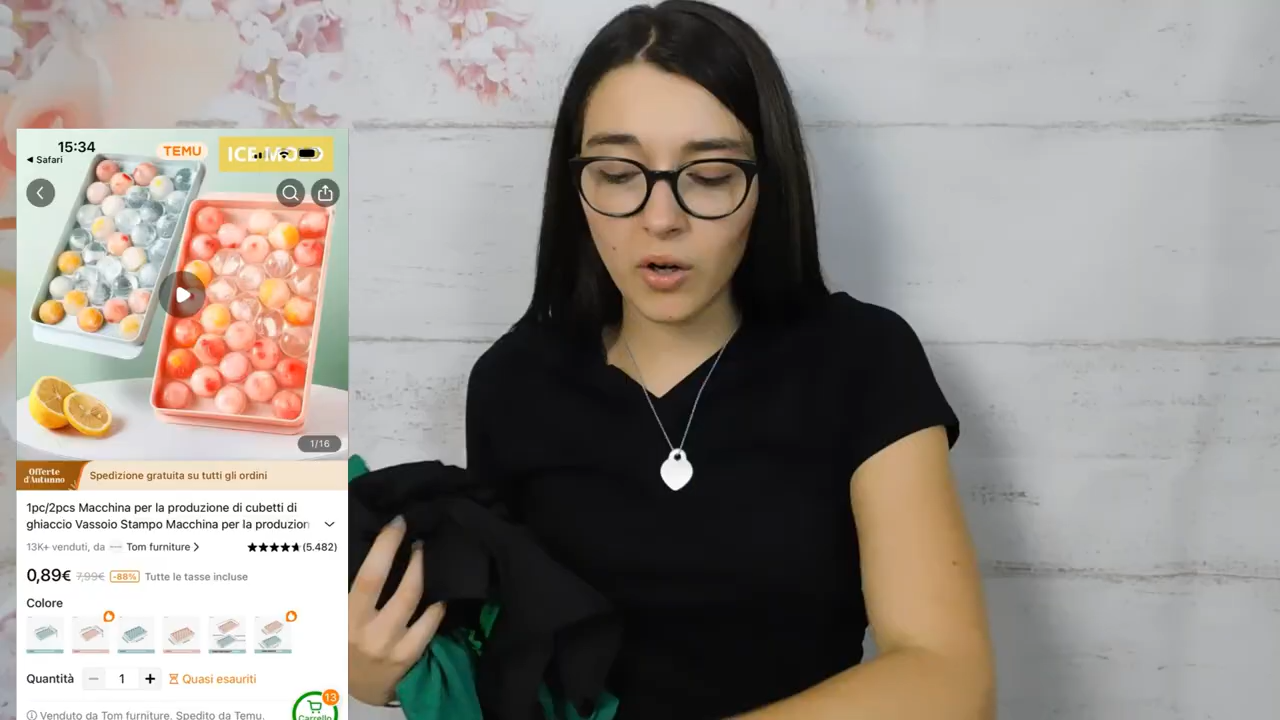 15:34
◀ Safari
TEMU
ICE MOLD
1/16
Offerte
d'Autunno
Spedizione gratuita su tutti gli ordini
1pc/2pcs Macchina per la produzione di cubetti di
ghiaccio Vassoio Stampo Macchina per la produzion
13K+ venduti, da Tom furniture >
(5.482)
0,89€ 7,99€ -88% Tutte le tasse incluse
Colore
Quantità
1
Quasi esauriti
13
Carrello
Venduto da Tom furniture. Spedito da Temu.